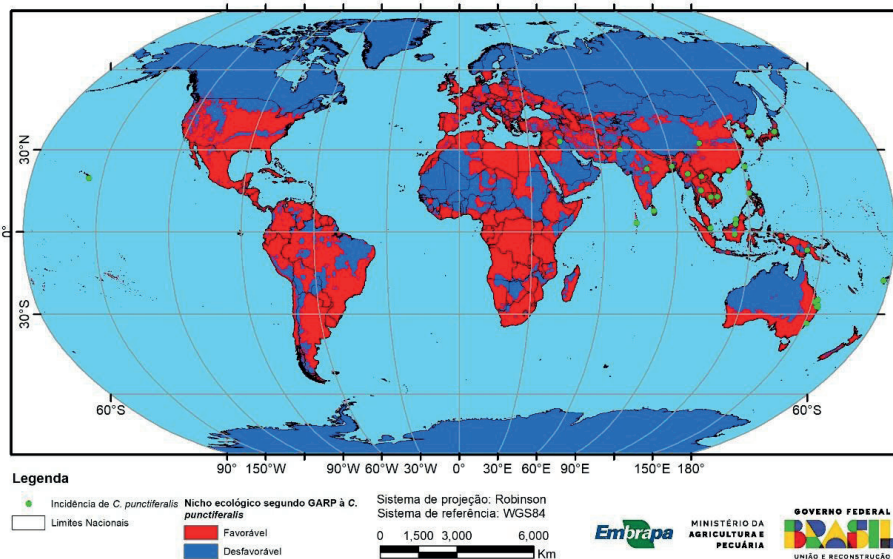 30°N
0°
30°S
60°S
60°S
90° 150°W 90°W 60°W 0° 30°E 60°E 90°E 150°E 180°
Legenda
Incidência de C. punctiferalis
Limites Nacionais
Nicho ecológico segundo GARP à C.
punctiferalis
Favorável
Desfavorável
Sistema de projeção: Robinson
Sistema de referência: WGS84
0 1,500 3,000 6,000
Km
Embrapa
MINISTÉRIO DA
AGRICULTURA E
PECUÁRIA
GOVERNO FEDERAL
BRASIL
UNIÃO E RECONSTRUÇÃO